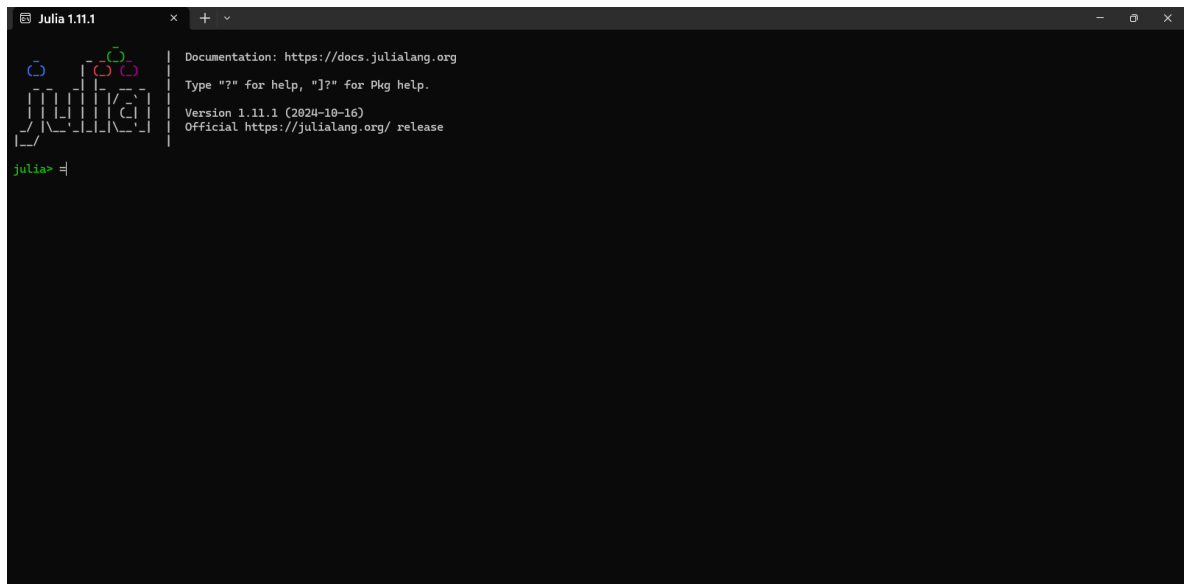 Julia 1.11.1
Documentation: https://docs.julialang.org
Type "?" for help, "]?" for Pkg help.
Version 1.11.1 (2024-10-16)
Official https://julialang.org/ release
julia> =